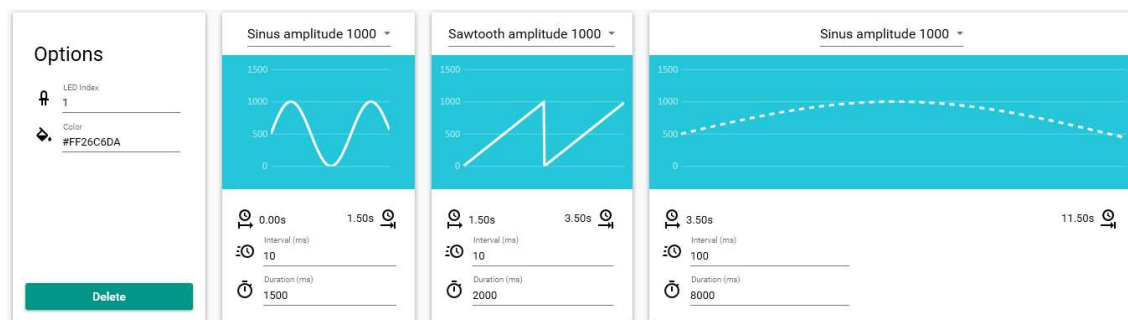 Options
LED Index
1
Color
#FF26C6DA
Delete
Sinus amplitude 1000
1500
1000
500
0
0.00s 1.50s
Interval (ms)
10
Duration (ms)
1500
Sawtooth amplitude 1000
1500
1000
500
0
1.50s 3.50s
Interval (ms)
10
Duration (ms)
2000
Sinus amplitude 1000
1500
1000
500
0
3.50s 11.50s
Interval (ms)
100
Duration (ms)
8000